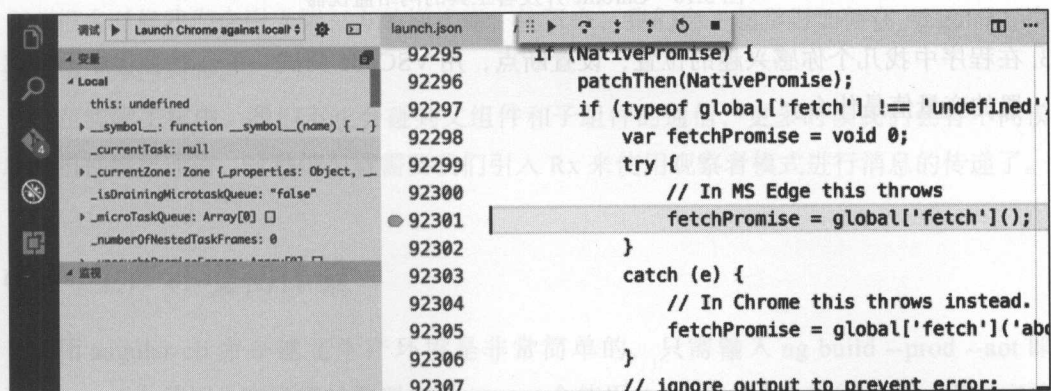 调试 Launch Chrome against localh
launch.json
变量
Local
this: undefined
__symbol__: function __symbol__(name) { … }
_currentTask: null
_currentZone: Zone {_properties: Object, _…
_isDrainingMicrotaskQueue: "false"
_microTaskQueue: Array[0] []
_numberOfNestedTaskFrames: 0
监视
4
92295 if (NativePromise) {
92296 patchThen(NativePromise);
92297 if (typeof global['fetch'] !== 'undefined')
92298 fetchPromise = void 0;
92299 try {
92300 // In MS Edge this throws
92301 fetchPromise = global['fetch']();
92302 }
92303 catch (e) {
92304 // In Chrome this throws instead.
92305 fetchPromise = global['fetch']('abo
92306 }
92307 // ignore output to prevent error;